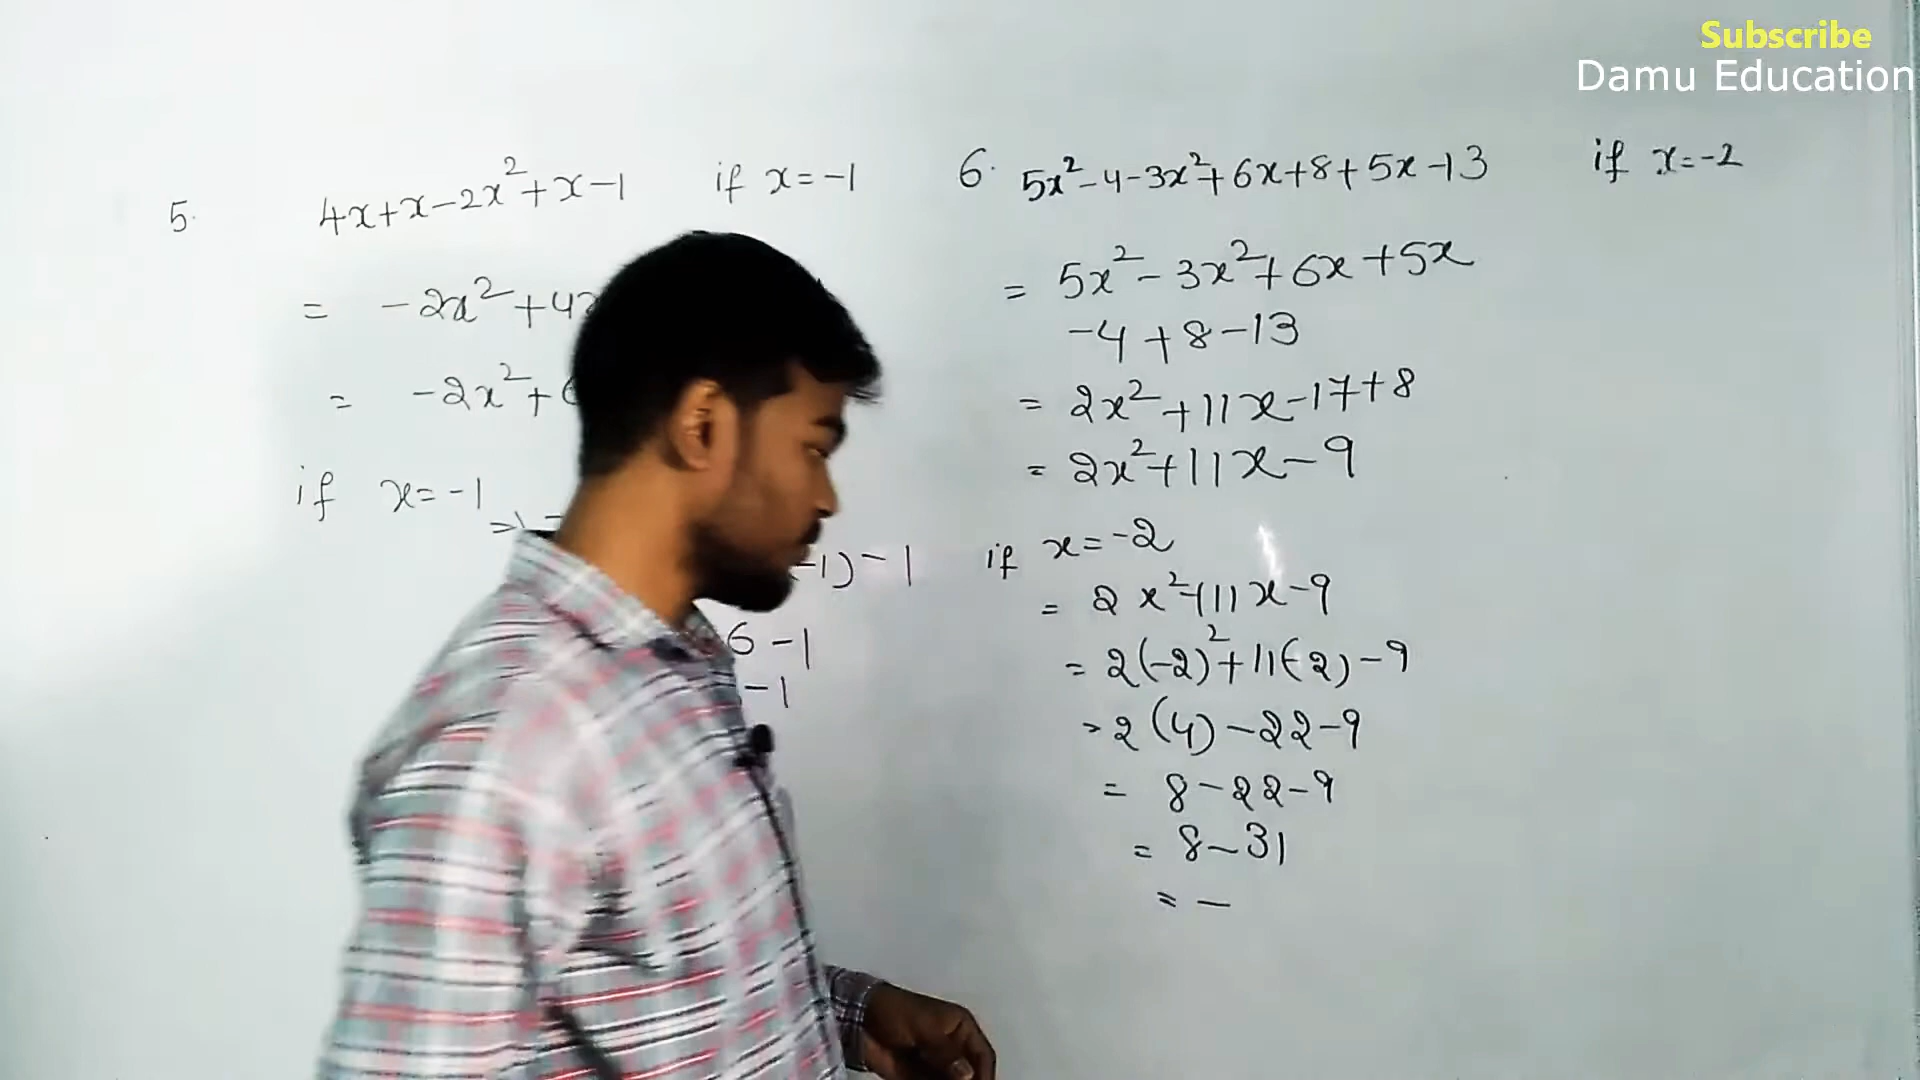 Subscribe
Damu Education
5. 4x+x-2x²+x-1 if x=-1
= -2x²+4
= -2x²+
if x=-1
-1)-1
6-1
-1
6. 5x²-4-3x²+6x+8+5x-13 if x=-2
= 5x²-3x²+6x+5x
-4+8-13
= 2x²+11x-17+8
= 2x²+11x-9
if x=-2
= 2x²+11x-9
= 2(-2)²+11(-2)-9
= 2(4)-22-9
= 8-22-9
= 8-31
= -